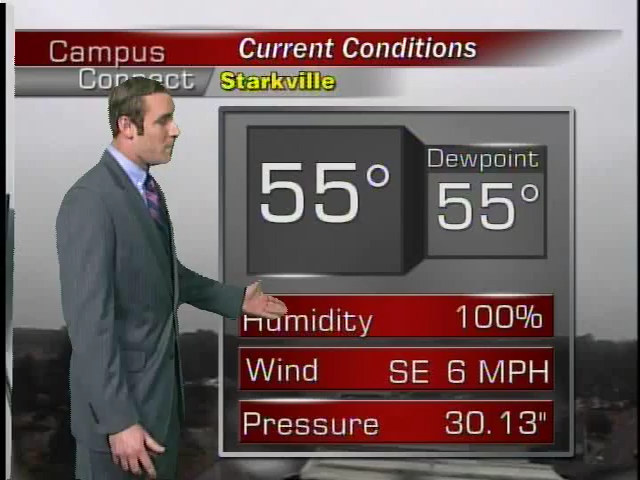 Campus
Connect
Current Conditions
Starkville
55°
Dewpoint
55°
Humidity 100%
Wind SE 6 MPH
Pressure 30.13"